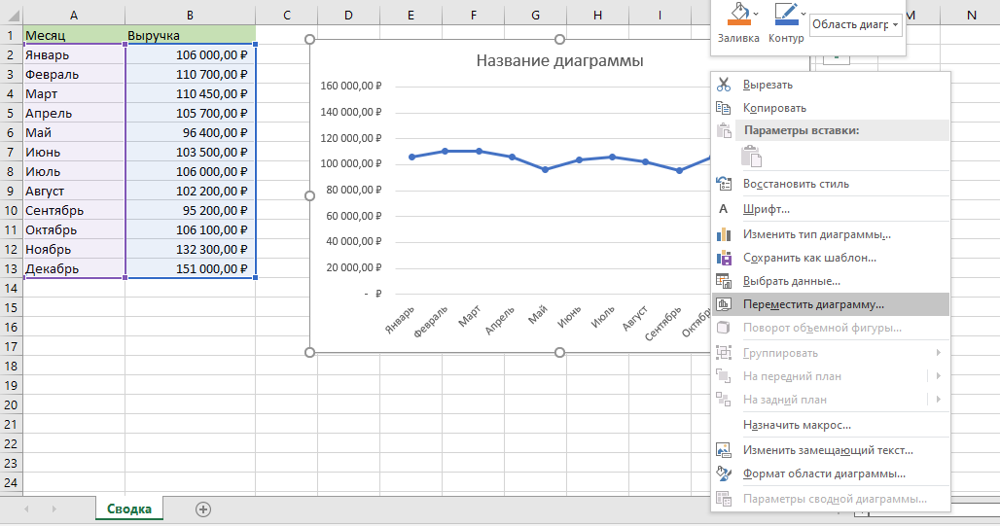 Заливка Контур Область диагр
A B C D E F G H I M N
1 Месяц Выручка
2 Январь 106 000,00 ₽
3 Февраль 110 700,00 ₽
4 Март 110 450,00 ₽
5 Апрель 105 700,00 ₽
6 Май 96 400,00 ₽
7 Июнь 103 500,00 ₽
8 Июль 106 000,00 ₽
9 Август 102 200,00 ₽
10 Сентябрь 95 200,00 ₽
11 Октябрь 106 100,00 ₽
12 Ноябрь 132 300,00 ₽
13 Декабрь 151 000,00 ₽
14
15
16
17
18
19
20
21
22
23
24
Название диаграммы
160 000,00 ₽
140 000,00 ₽
120 000,00 ₽
100 000,00 ₽
80 000,00 ₽
60 000,00 ₽
40 000,00 ₽
20 000,00 ₽
- ₽
Январь Февраль Март Апрель Май Июнь Июль Август Сентябрь Октябр
Вырезать
Копировать
Параметры вставки:
Восстановить стиль
Шрифт...
Изменить тип диаграммы...
Сохранить как шаблон...
Выбрать данные...
Переместить диаграмму...
Поворот объемной фигуры...
Группировать
На передний план
На задний план
Назначить макрос...
Изменить замещающий текст...
Формат области диаграммы...
Параметры сводной диаграммы...
Сводка